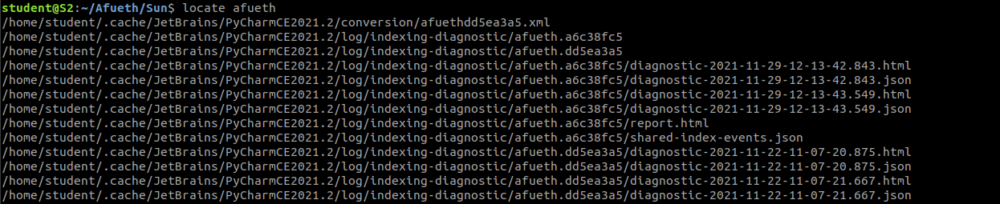 student@S2:~/Afueth/Sun$ locate afueth
/home/student/.cache/JetBrains/PyCharmCE2021.2/conversion/afuethdd5ea3a5.xml
/home/student/.cache/JetBrains/PyCharmCE2021.2/log/indexing-diagnostic/afueth.a6c38fc5
/home/student/.cache/JetBrains/PyCharmCE2021.2/log/indexing-diagnostic/afueth.dd5ea3a5
/home/student/.cache/JetBrains/PyCharmCE2021.2/log/indexing-diagnostic/afueth.a6c38fc5/diagnostic-2021-11-29-12-13-42.843.html
/home/student/.cache/JetBrains/PyCharmCE2021.2/log/indexing-diagnostic/afueth.a6c38fc5/diagnostic-2021-11-29-12-13-42.843.json
/home/student/.cache/JetBrains/PyCharmCE2021.2/log/indexing-diagnostic/afueth.a6c38fc5/diagnostic-2021-11-29-12-13-43.549.html
/home/student/.cache/JetBrains/PyCharmCE2021.2/log/indexing-diagnostic/afueth.a6c38fc5/diagnostic-2021-11-29-12-13-43.549.json
/home/student/.cache/JetBrains/PyCharmCE2021.2/log/indexing-diagnostic/afueth.a6c38fc5/report.html
/home/student/.cache/JetBrains/PyCharmCE2021.2/log/indexing-diagnostic/afueth.a6c38fc5/shared-index-events.json
/home/student/.cache/JetBrains/PyCharmCE2021.2/log/indexing-diagnostic/afueth.dd5ea3a5/diagnostic-2021-11-22-11-07-20.875.html
/home/student/.cache/JetBrains/PyCharmCE2021.2/log/indexing-diagnostic/afueth.dd5ea3a5/diagnostic-2021-11-22-11-07-20.875.json
/home/student/.cache/JetBrains/PyCharmCE2021.2/log/indexing-diagnostic/afueth.dd5ea3a5/diagnostic-2021-11-22-11-07-21.667.html
/home/student/.cache/JetBrains/PyCharmCE2021.2/log/indexing-diagnostic/afueth.dd5ea3a5/diagnostic-2021-11-22-11-07-21.667.json